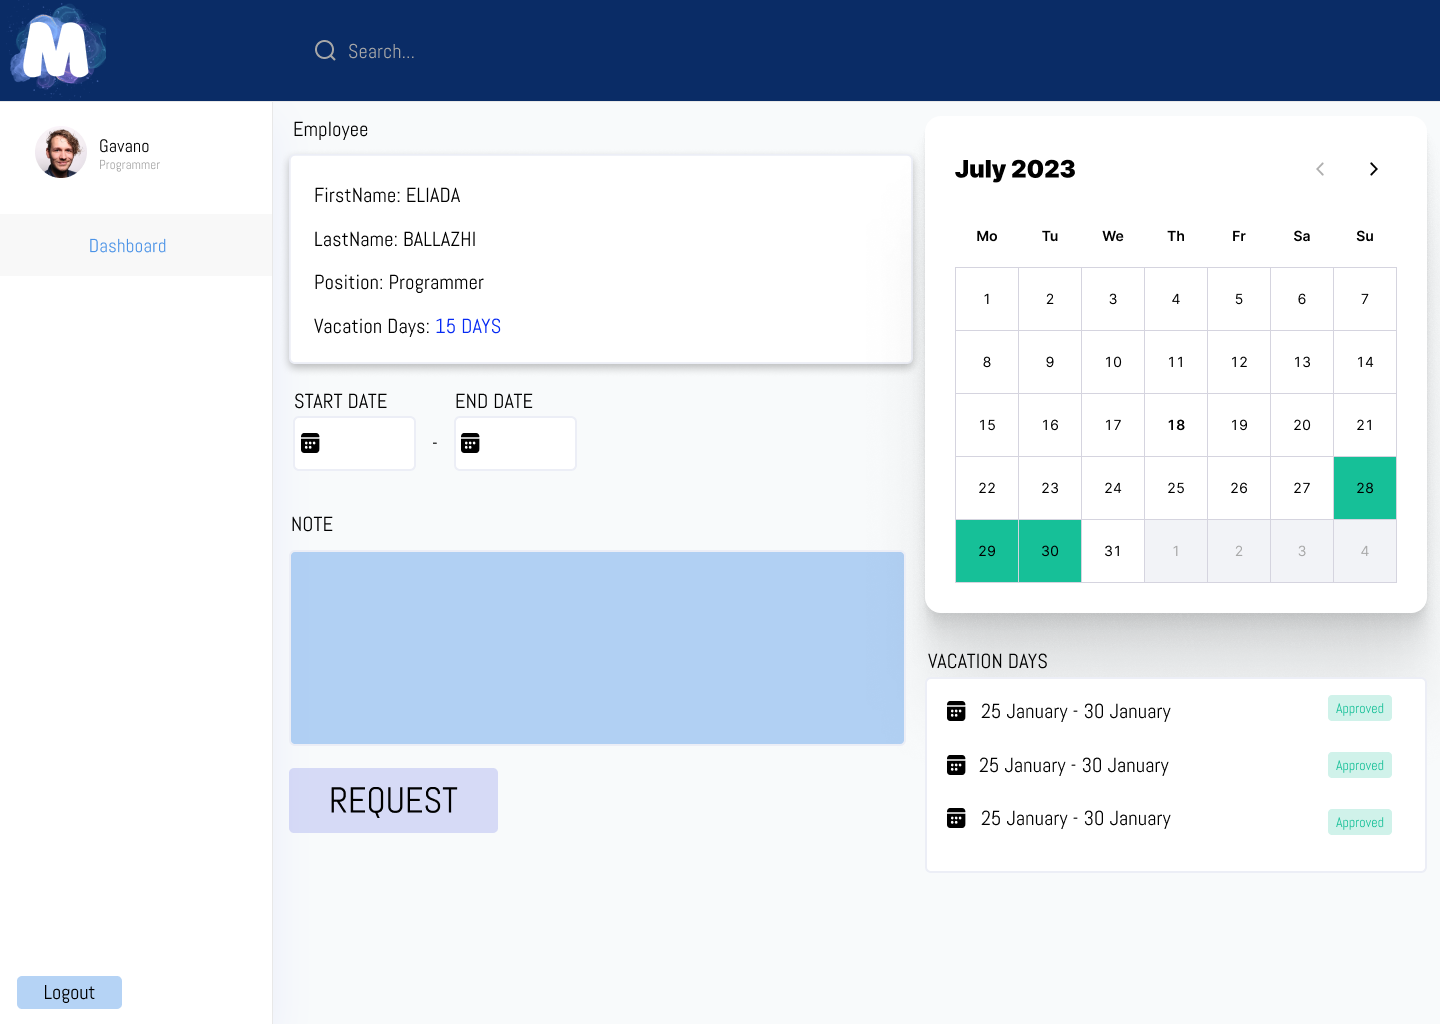 M
Search...
Gavano
Programmer
Dashboard
Logout
Employee
FirstName: ELIADA
LastName: BALLAZHI
Position: Programmer
Vacation Days: 15 DAYS
START DATE END DATE
-
NOTE
REQUEST
July 2023
Mo Tu We Th Fr Sa Su
1 2 3 4 5 6 7
8 9 10 11 12 13 14
15 16 17 18 19 20 21
22 23 24 25 26 27 28
29 30 31 1 2 3 4
VACATION DAYS
25 January - 30 January Approved
25 January - 30 January Approved
25 January - 30 January Approved